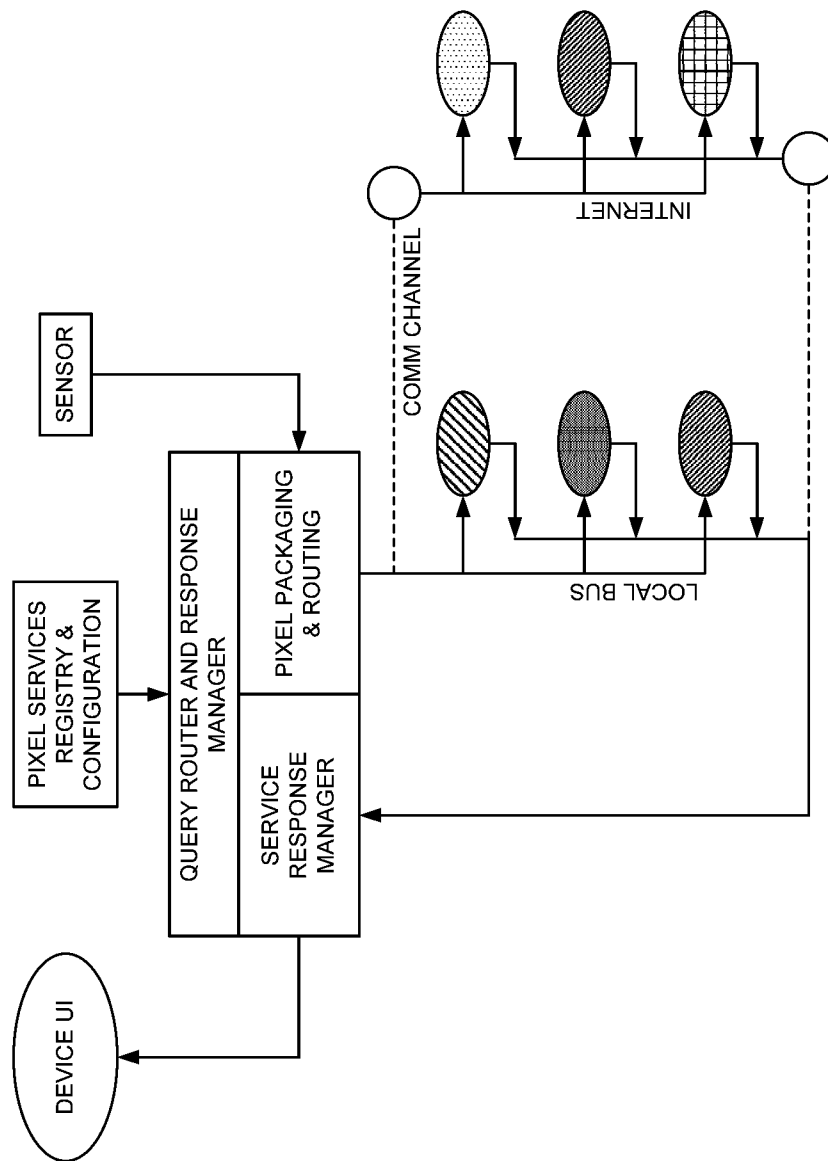 DEVICE UI
PIXEL SERVICES
REGISTRY &
CONFIGURATION
SENSOR
QUERY ROUTER AND RESPONSE
MANAGER
SERVICE
RESPONSE
MANAGER
PIXEL PACKAGING
& ROUTING
COMM CHANNEL
LOCAL BUS
INTERNET